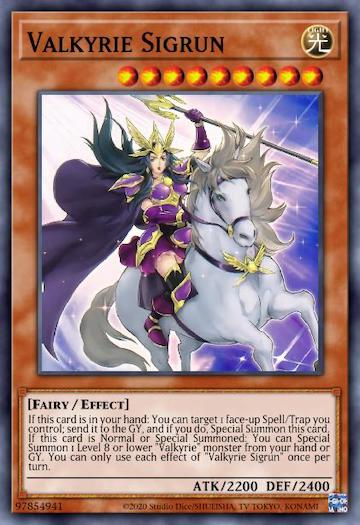 VALKYRIE SIGRUN
LIGHT
光
[FAIRY / EFFECT]
If this card is in your hand: You can target 1 face-up Spell/Trap you
control; send it to the GY, and if you do, Special Summon this card.
If this card is Normal or Special Summoned: You can Special
Summon 1 Level 8 or lower "Valkyrie" monster from your hand or
GY. You can only use each effect of "Valkyrie Sigrun" once per
turn.
ATK/2200 DEF/2400
97854941
©2020 Studio Dice/SHUEISHA, TV TOKYO, KONAMI